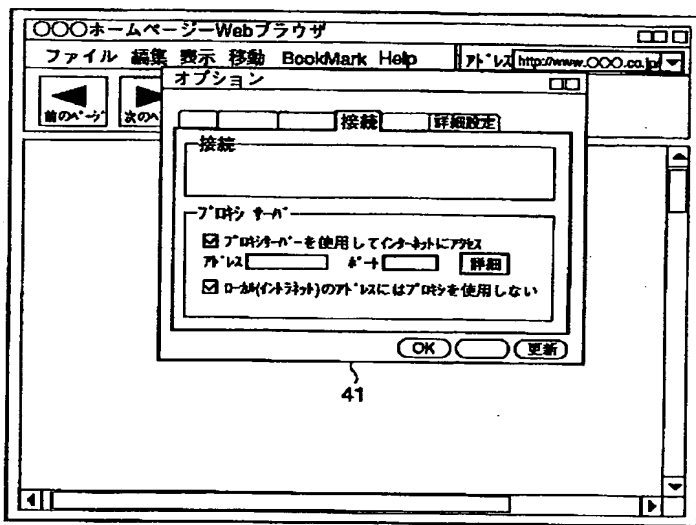 〇〇〇ホームページーWebブラウザ
ファイル 編集 表示 移動 BookMark Help ｱﾄﾞﾚｽ http://www.〇〇〇.co.jp/
オプション
前のﾍﾟｰｼﾞ 次のﾍ
接続 詳細設定
接続
ﾌﾟﾛｷｼ ｻｰﾊﾞｰ
ﾌﾟﾛｷｼｻｰﾊﾞｰを使用してｲﾝﾀｰﾈｯﾄにｱｸｾｽ
ｱﾄﾞﾚｽ ﾎﾟｰﾄ 詳細
ﾛｰｶﾙ(ｲﾝﾄﾗﾈｯﾄ)のｱﾄﾞﾚｽにはﾌﾟﾛｷｼを使用しない
OK 更新
41